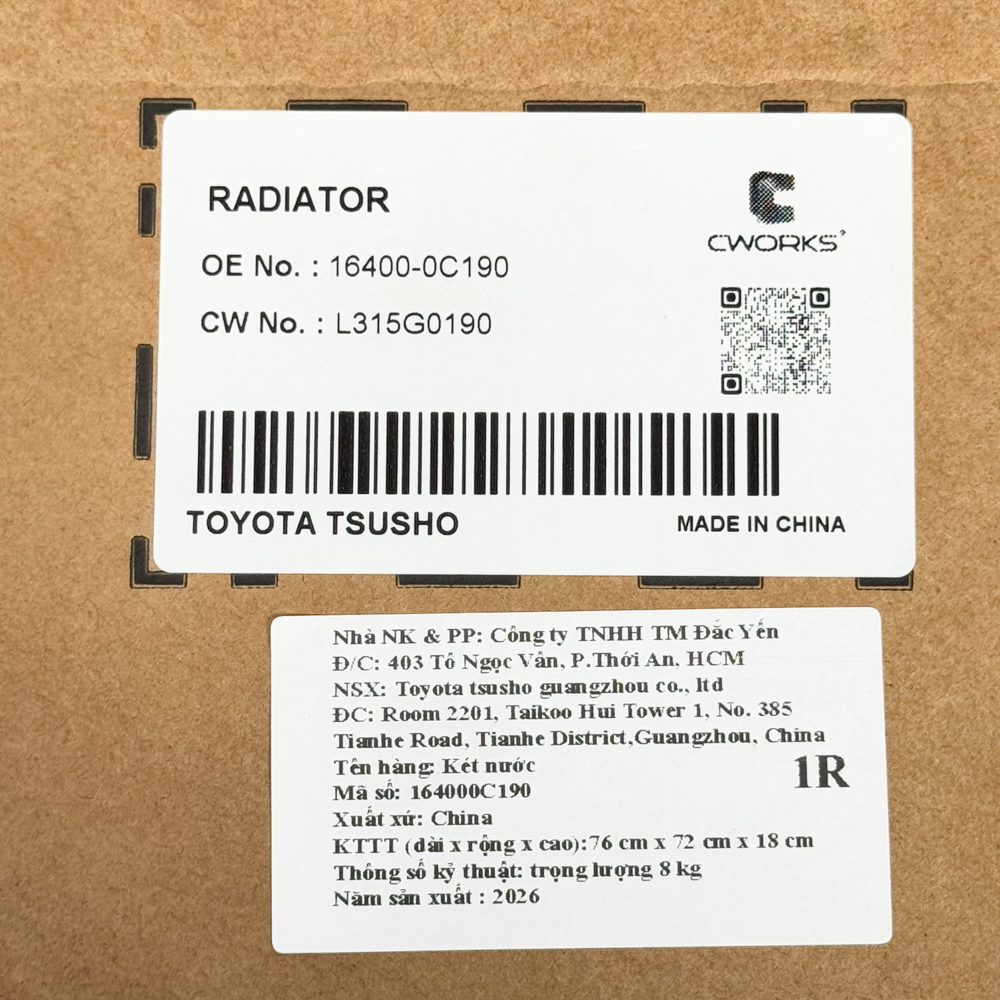 RADIATOR
CWORKS
OE No. : 16400-0C190
CW No. : L315G0190
TOYOTA TSUSHO
MADE IN CHINA
Nhà NK & PP: Công ty TNHH TM Đắc Yến
Đ/C: 403 Tô Ngọc Vân, P.Thới An, HCM
NSX: Toyota tsusho guangzhou co., ltd
ĐC: Room 2201, Taikoo Hui Tower 1, No. 385
Tianhe Road, Tianhe District,Guangzhou, China
Tên hàng: Két nước
1R
Mã số: 164000C190
Xuất xứ: China
KTTT (dài x rộng x cao):76 cm x 72 cm x 18 cm
Thông số kỹ thuật: trọng lượng 8 kg
Năm sản xuất : 2026